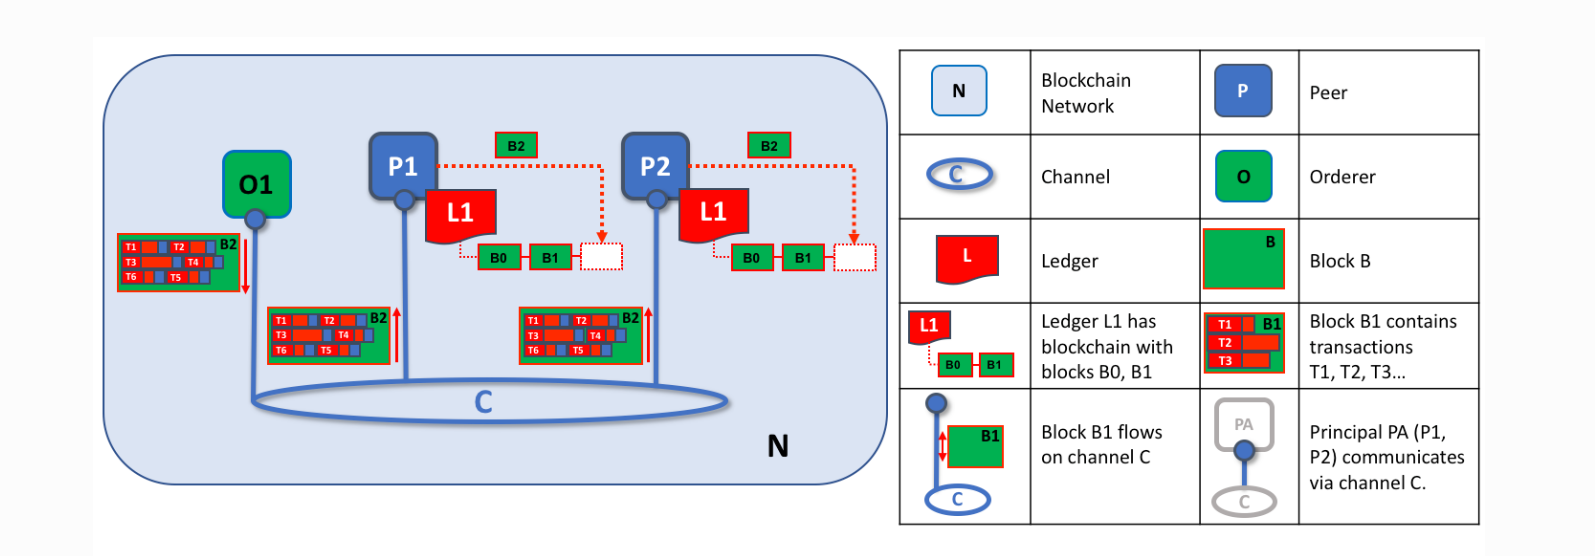 O1
T1 T2 B2
T3 T4
T6 T5
P1
B2
L1
B0 B1
T1 T2 B2
T3 T4
T6 T5
P2
B2
L1
B0 B1
T1 T2 B2
T3 T4
T6 T5
C
N
N
Blockchain
Network
P
Peer
C
Channel
O
Orderer
L
Ledger
B
Block B
L1
B0 B1
Ledger L1 has
blockchain with
blocks B0, B1
T1 B1
T2
T3
Block B1 contains
transactions
T1, T2, T3...
B1
C
Block B1 flows
on channel C
PA
C
Principal PA (P1,
P2) communicates
via channel C.